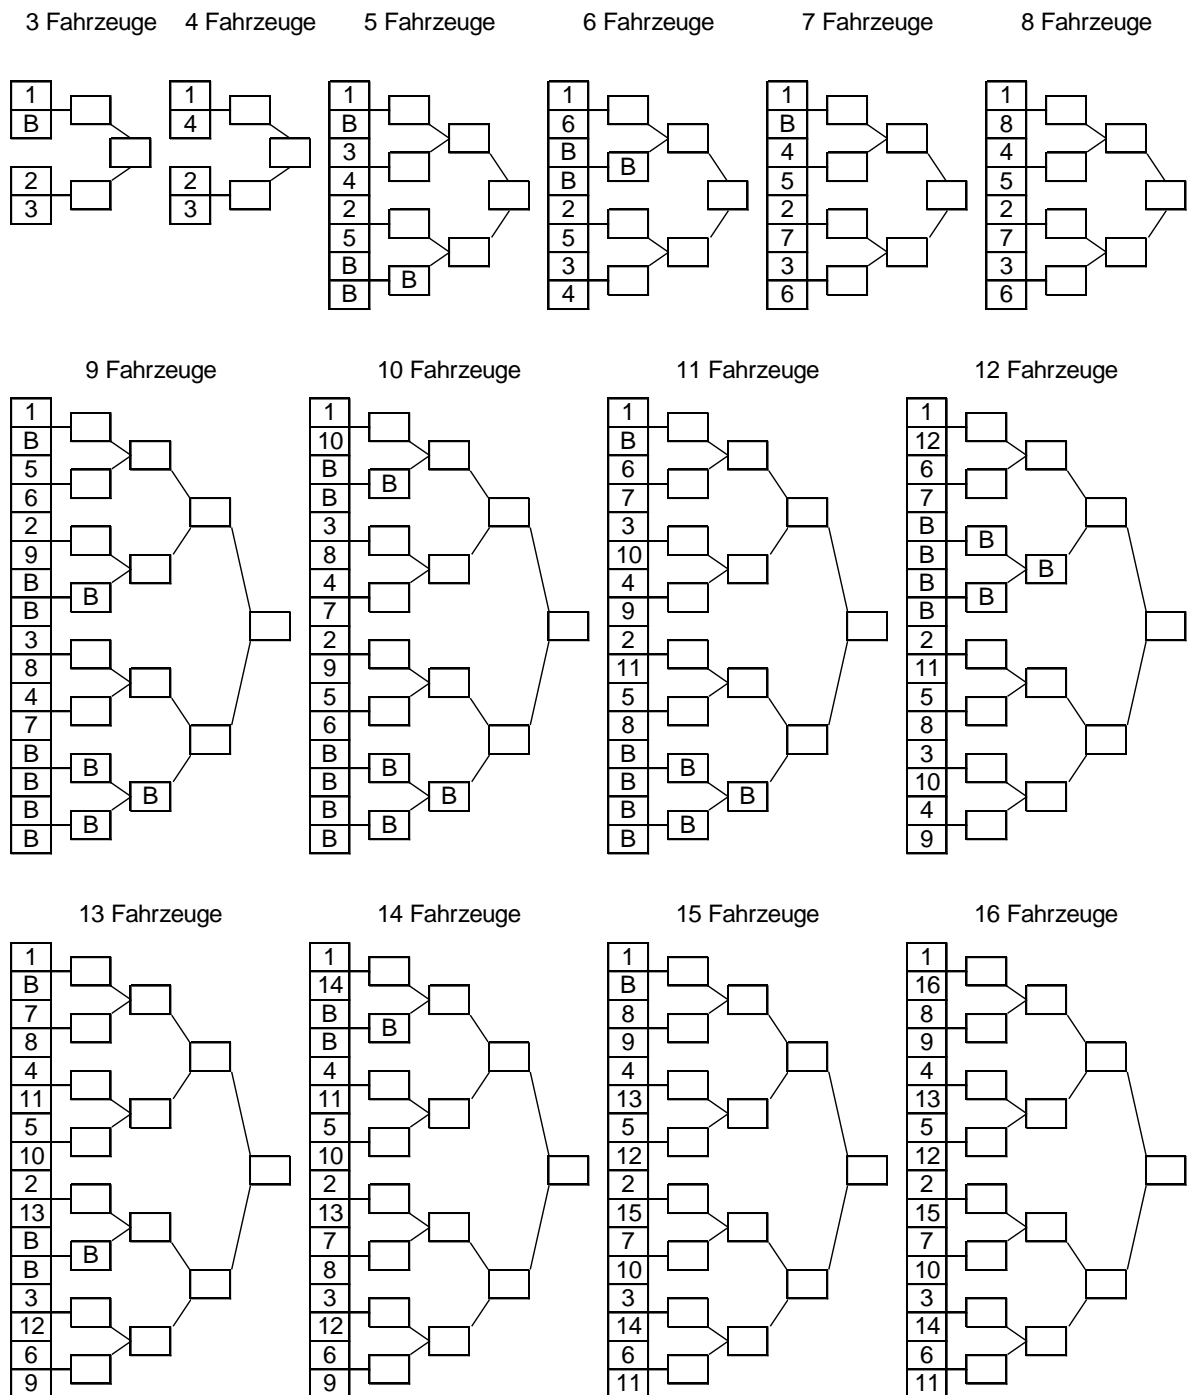 3 Fahrzeuge 4 Fahrzeuge 5 Fahrzeuge 6 Fahrzeuge 7 Fahrzeuge 8 Fahrzeuge
1 1 1 1 1 1
B 4 B 6 B 8
3 B 4 4
4 B B 5 5
2 2 2 2 2 2
3 3 5 5 7 7
B 3 3 3
B B 4 6 6
9 Fahrzeuge 10 Fahrzeuge 11 Fahrzeuge 12 Fahrzeuge
1 1 1 1
B 10 B 12
5 B 6 6
6 B B 7 7
2 3 3 B
9 8 10 B B
B 4 4 B B
B B 7 9 B B
3 2 2 2
8 9 11 11
4 5 5 5
7 6 8 8
B B B 3
B B B B B B 10
B B B B B B 4
B B B B B B 9
13 Fahrzeuge 14 Fahrzeuge 15 Fahrzeuge 16 Fahrzeuge
1 1 1 1
B 14 B 16
7 B 8 8
8 B B 9 9
4 4 4 4
11 11 13 13
5 5 5 5
10 10 12 12
2 2 2 2
13 13 15 15
B B 7 7 7
B 8 10 10
3 3 3 3
12 12 14 14
6 6 6 6
9 9 11 11